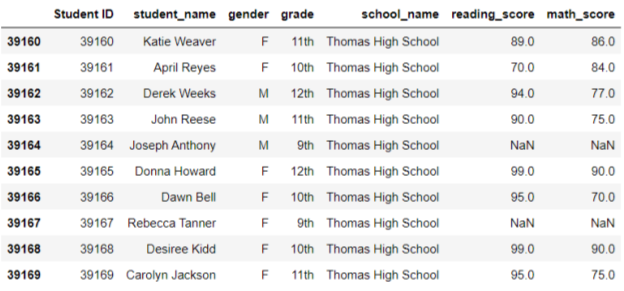 Student ID student_name gender grade school_name reading_score math_score
39160 39160 Katie Weaver F 11th Thomas High School 89.0 86.0
39161 39161 April Reyes F 10th Thomas High School 70.0 84.0
39162 39162 Derek Weeks M 12th Thomas High School 94.0 77.0
39163 39163 John Reese M 11th Thomas High School 90.0 75.0
39164 39164 Joseph Anthony M 9th Thomas High School NaN NaN
39165 39165 Donna Howard F 12th Thomas High School 99.0 90.0
39166 39166 Dawn Bell F 10th Thomas High School 95.0 70.0
39167 39167 Rebecca Tanner F 9th Thomas High School NaN NaN
39168 39168 Desiree Kidd F 10th Thomas High School 99.0 90.0
39169 39169 Carolyn Jackson F 11th Thomas High School 95.0 75.0